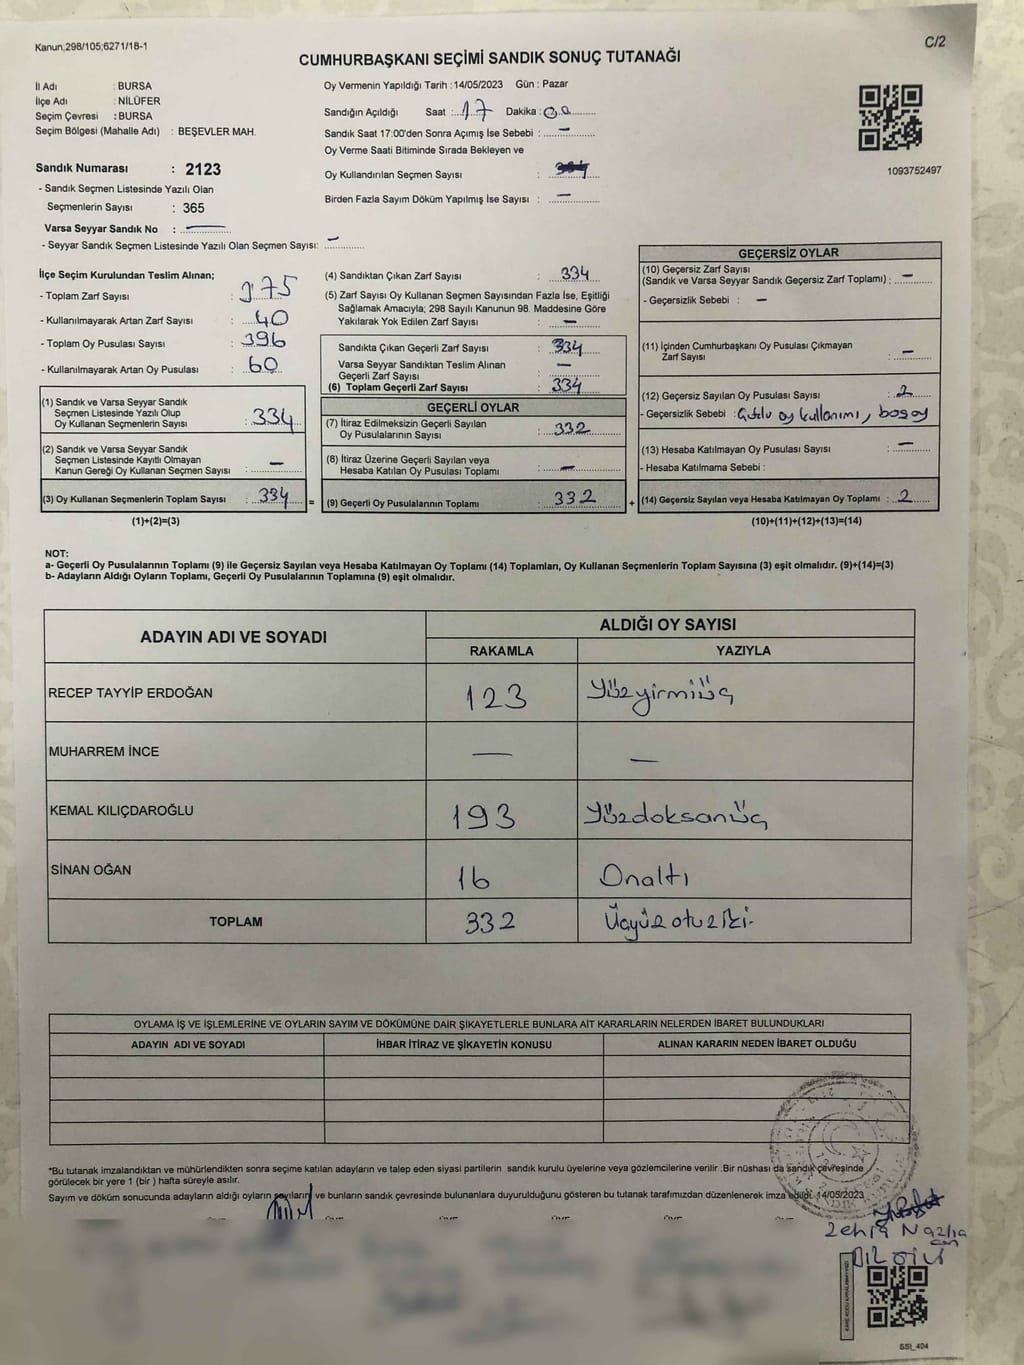 Kanun;298/105;6271/18-1
C/2
CUMHURBAŞKANI SEÇİMİ SANDIK SONUÇ TUTANAĞI
İl Adı : BURSA
İlçe Adı : NİLÜFER
Seçim Çevresi : BURSA
Seçim Bölgesi (Mahalle Adı) : BEŞEVLER MAH.
Sandık Numarası : 2123
- Sandık Seçmen Listesinde Yazılı Olan
Seçmenlerin Sayısı : 365
Varsa Seyyar Sandık No : —
- Seyyar Sandık Seçmen Listesinde Yazılı Olan Seçmen Sayısı: —
Oy Vermenin Yapıldığı Tarih : 14/05/2023 Gün : Pazar
Sandığın Açıldığı Saat : 17 Dakika : 00
Sandık Saat 17:00'den Sonra Açımış İse Sebebi : —
Oy Verme Saati Bitiminde Sırada Bekleyen ve
Oy Kullandırılan Seçmen Sayısı :
Birden Fazla Sayım Döküm Yapılmış İse Sayısı : —
1093752497
İlçe Seçim Kurulundan Teslim Alınan;
- Toplam Zarf Sayısı : 375
- Kullanılmayarak Artan Zarf Sayısı : 40
- Toplam Oy Pusulası Sayısı : 396
- Kullanılmayarak Artan Oy Pusulası : 60
(1) Sandık ve Varsa Seyyar Sandık
Seçmen Listesinde Yazılı Olup
Oy Kullanan Seçmenlerin Sayısı : 334
(2) Sandık ve Varsa Seyyar Sandık
Seçmen Listesinde Kayıtlı Olmayan
Kanun Gereği Oy Kullanan Seçmen Sayısı : —
(3) Oy Kullanan Seçmenlerin Toplam Sayısı : 334
(1)+(2)=(3)
(4) Sandıktan Çıkan Zarf Sayısı : 334
(5) Zarf Sayısı Oy Kullanan Seçmen Sayısından Fazla İse, Eşitliği
Sağlamak Amacıyla; 298 Sayılı Kanunun 98. Maddesine Göre
Yakılarak Yok Edilen Zarf Sayısı : —
Sandıkta Çıkan Geçerli Zarf Sayısı : 334
Varsa Seyyar Sandıktan Teslim Alınan
Geçerli Zarf Sayısı : —
(6) Toplam Geçerli Zarf Sayısı : 334
GEÇERLİ OYLAR
(7) İtiraz Edilmeksizin Geçerli Sayılan
Oy Pusulalarının Sayısı : 332
(8) İtiraz Üzerine Geçerli Sayılan veya
Hesaba Katılan Oy Pusulası Toplamı : —
= (9) Geçerli Oy Pusulalarının Toplamı : 332
GEÇERSİZ OYLAR
(10) Geçersiz Zarf Sayısı
(Sandık ve Varsa Seyyar Sandık Geçersiz Zarf Toplamı) : —
- Geçersizlik Sebebi : —
(11) İçinden Cumhurbaşkanı Oy Pusulası Çıkmayan
Zarf Sayısı : —
(12) Geçersiz Sayılan Oy Pusulası Sayısı : 2
- Geçersizlik Sebebi : oy kullanımı, boş oy
(13) Hesaba Katılmayan Oy Pusulası Sayısı : —
- Hesaba Katılmama Sebebi :
+ (14) Geçersiz Sayılan veya Hesaba Katılmayan Oy Toplamı : 2
(10)+(11)+(12)+(13)=(14)
NOT:
a- Geçerli Oy Pusulalarının Toplamı (9) ile Geçersiz Sayılan veya Hesaba Katılmayan Oy Toplamı (14) Toplamları, Oy Kullanan Seçmenlerin Toplam Sayısına (3) eşit olmalıdır. (9)+(14)=(3)
b- Adayların Aldığı Oyların Toplamı, Geçerli Oy Pusulalarının Toplamına (9) eşit olmalıdır.
ADAYIN ADI VE SOYADI
ALDIĞI OY SAYISI
RAKAMLA YAZIYLA
RECEP TAYYİP ERDOĞAN 123 Yüzyirmiüç
MUHARREM İNCE — —
KEMAL KILIÇDAROĞLU 193 Yüzdoksanüç
SİNAN OĞAN 16 Onaltı
TOPLAM 332 Üçyüzotuziki
OYLAMA İŞ VE İŞLEMLERİNE VE OYLARIN SAYIM VE DÖKÜMÜNE DAİR ŞİKAYETLERLE BUNLARA AİT KARARLARIN NELERDEN İBARET BULUNDUKLARI
ADAYIN ADI VE SOYADI İHBAR İTİRAZ VE ŞİKAYETİN KONUSU ALINAN KARARIN NEDEN İBARET OLDUĞU
*Bu tutanak imzalandıktan ve mühürlendikten sonra seçime katılan adayların ve talep eden siyasi partilerin sandık kurulu üyelerine veya gözlemcilerine verilir .Bir nüshası da sandık çevresinde
görülecek bir yere 1 (bir ) hafta süreyle asılır.
Sayım ve döküm sonucunda adayların aldığı oyların sayılarını ve bunların sandık çevresinde bulunanlara duyurulduğunu gösteren bu tutanak tarafımızdan düzenlenerek imza edildi. 14/05/2023
Zehra Nazlıcan
SSI_404